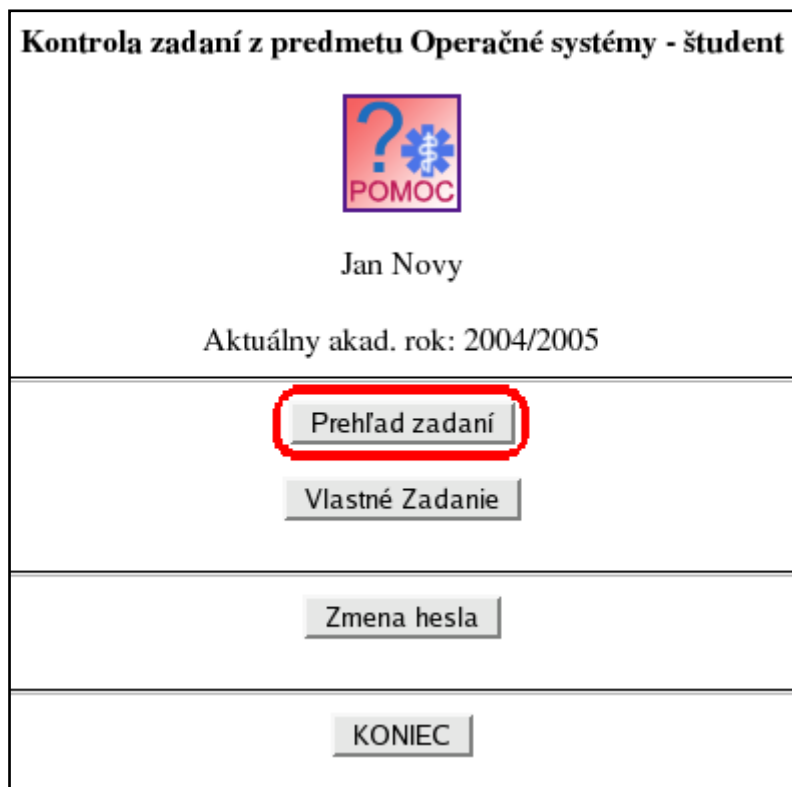 Kontrola zadaní z predmetu Operačné systémy - študent
?
POMOC
Jan Novy
Aktuálny akad. rok: 2004/2005
Prehľad zadaní
Vlastné Zadanie
Zmena hesla
KONIEC